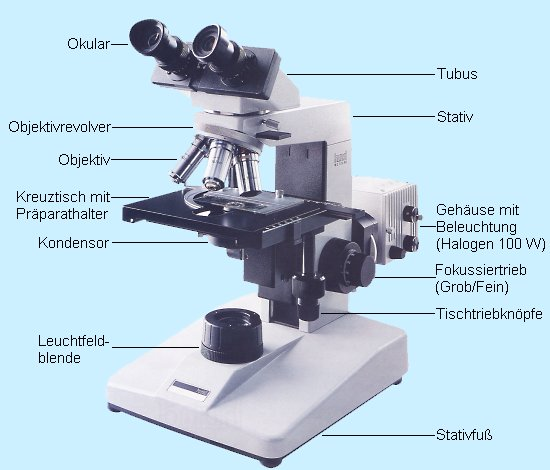 Okular
Tubus
Stativ
Objektivrevolver
Objektiv
Kreuztisch mit
Präparathalter
Kondensor
Gehäuse mit
Beleuchtung
(Halogen 100 W)
Fokussiertrieb
(Grob/Fein)
Tischtriebknöpfe
Leuchtfeld-
blende
Stativfuß